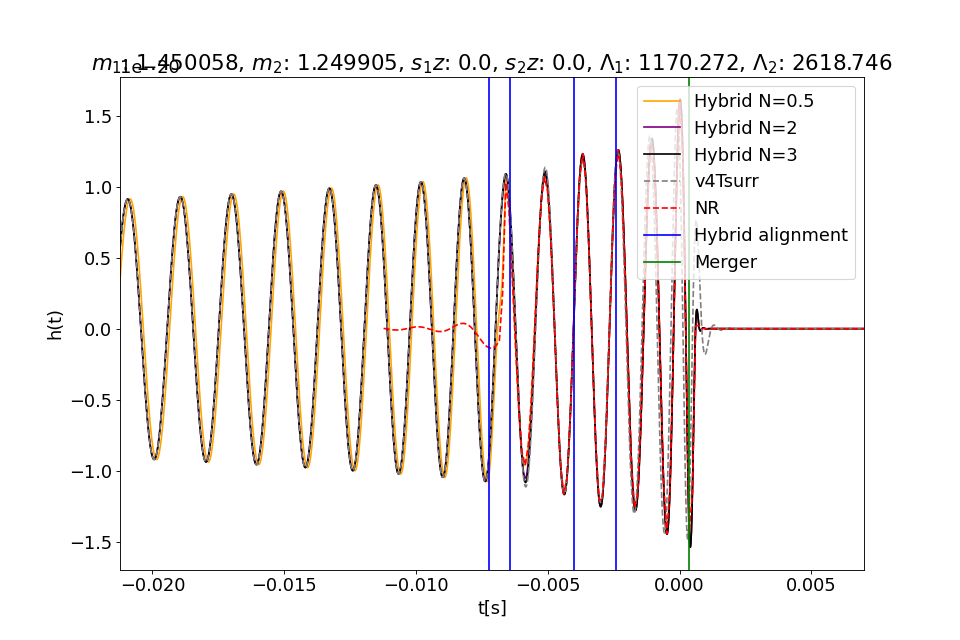 m₁: 1.450058, m₂: 1.249905, s₁z: 0.0, s₂z: 0.0, Λ₁: 1170.272, Λ₂: 2618.746
1e−20
1.5
1.0
0.5
0.0
−0.5
−1.0
−1.5
h(t)
Hybrid N=0.5
Hybrid N=2
Hybrid N=3
v4Tsurr
NR
Hybrid alignment
Merger
−0.020
−0.015
−0.010
−0.005
0.000
0.005
t[s]